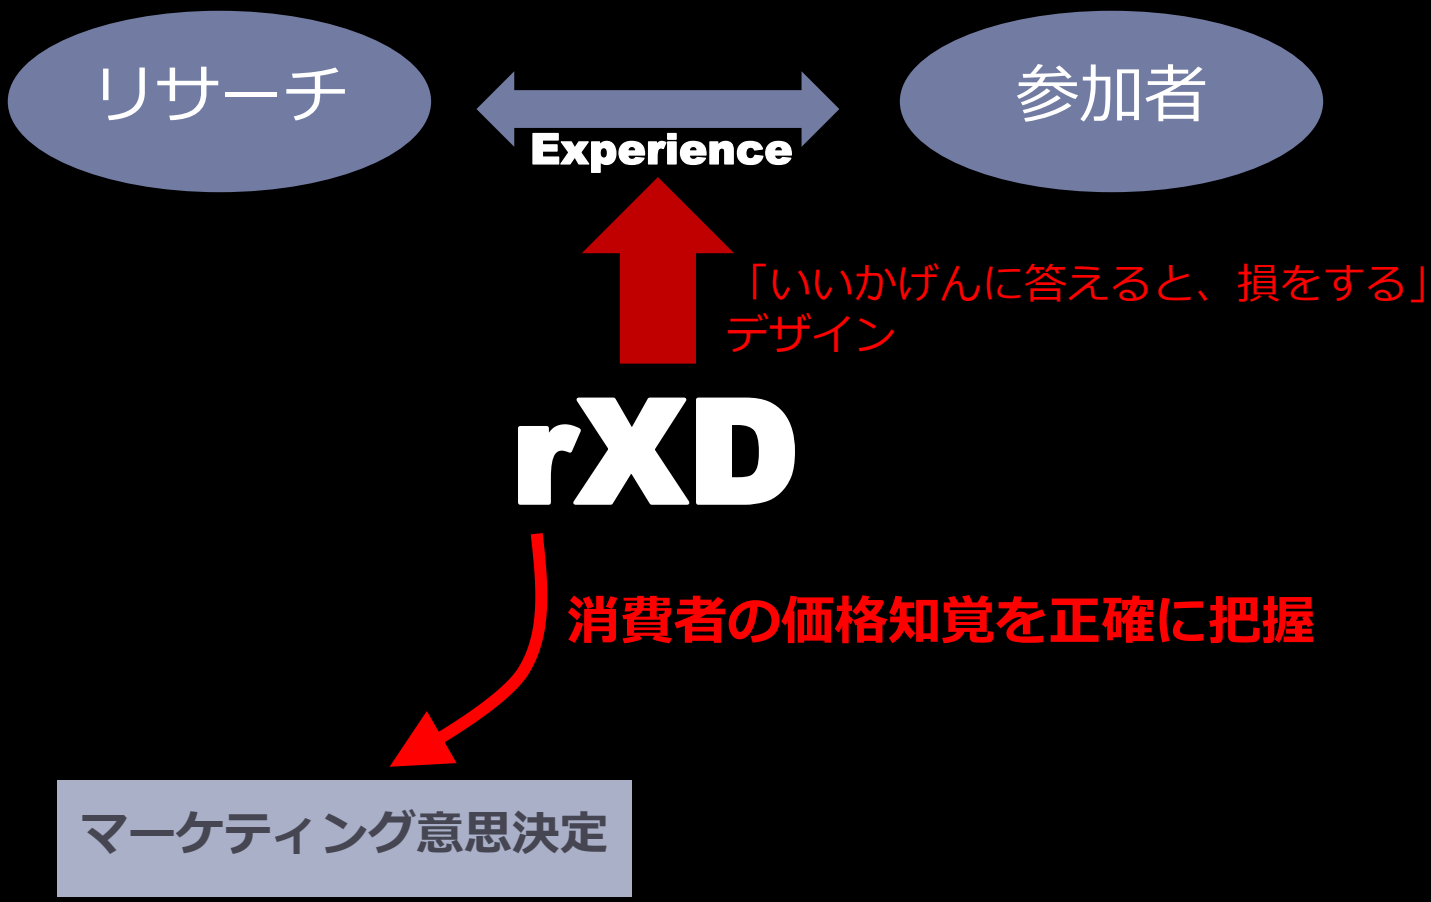 リサーチ
参加者
Experience
「いいかげんに答えると、損をする」
デザイン
rXD
消費者の価格知覚を正確に把握
マーケティング意思決定